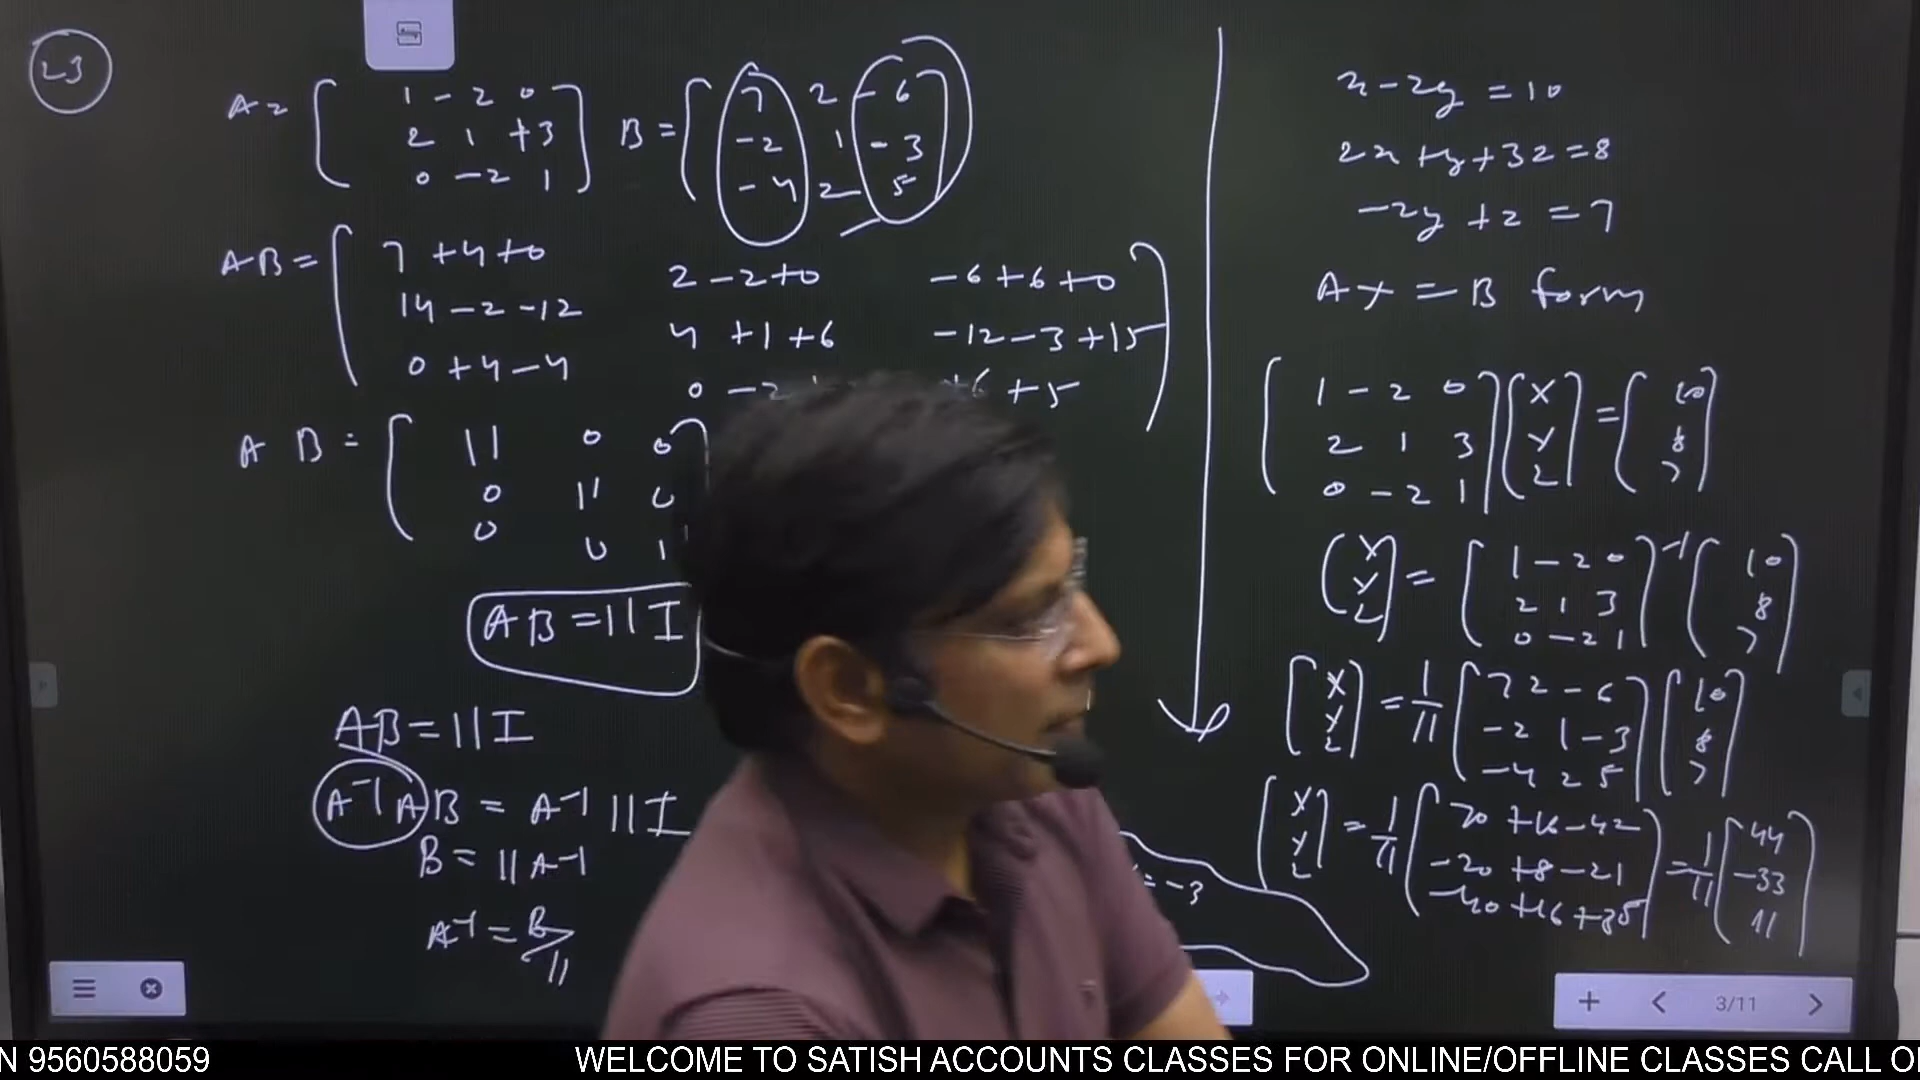 23
A = [ 1 -2 0
2 1 +3
0 -2 1 ]
B = [ 7 2 -6
-2 1 -3
-4 2 5 ]
AB = [ 7+4+0 2-2+0 -6+6+0
14-2-12 4+1+6 -12-3+15
0+4-4 0-2 +6+5 ]
AB = [ 11 0 0
0 11 0
0 0 1
AB = 11 I
AB = 11 I
A⁻¹AB = A⁻¹ 11 I
B = 11 A⁻¹
A⁻¹ = B/11
x - 2y = 10
2x + y + 3z = 8
-2y + z = 7
AX = B form
[ 1 -2 0 ] [ X ] = [ 10 ]
[ 2 1 3 ] [ Y ] [ 8 ]
[ 0 -2 1 ] [ Z ] [ 7 ]
( X Y Z ) = [ 1 -2 0
2 1 3
0 -2 1 ]⁻¹ [ 10
8
7 ]
[ X Y Z ] = 1/11 [ 7 2 -6
-2 1 -3
-4 2 5 ] [ 10
8
7 ]
[ X Y Z ] = 1/11 [ 70+16-42
-20+8-21
-40+16+35 ] = 1/11 [ 44
-33
11 ]
= -3
3/11
N 9560588059 WELCOME TO SATISH ACCOUNTS CLASSES FOR ONLINE/OFFLINE CLASSES CALL O